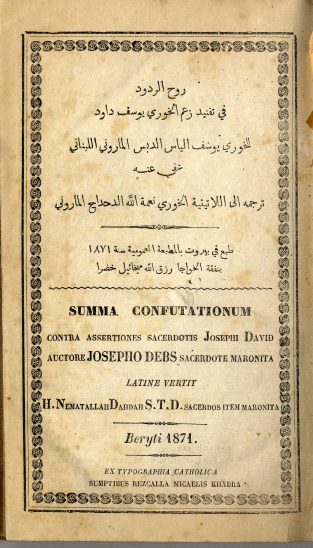 روح الردود
في تفنيد زعم الخوري يوسف داود
للخوري يوسف الياس الدبس الماروني اللبناني
عفي عنه
ترجمه الى اللاتينية الخوري نعمة الله الدحداح الماروني
طبع في بيروت بالمطبعة العمومية سنة ١٨٧١
بنفقة الخواجا رزق الله ميخائيل خضرا
SUMMA CONFUTATIONUM
CONTRA ASSERTIONES SACERDOTIS JOSEPHI DAVID
AUCTORE JOSEPHO DEBS SACERDOTE MARONITA
LATINE VERTIT
H. NEMATALLAH DAHDAH S.T.D. SACERDOS ITEM MARONITA
Beryti 1871.
EX TYPOGRAPHIA CATHOLICA
SUMPTIBUS REZCALLA MICAELIS KHADRA